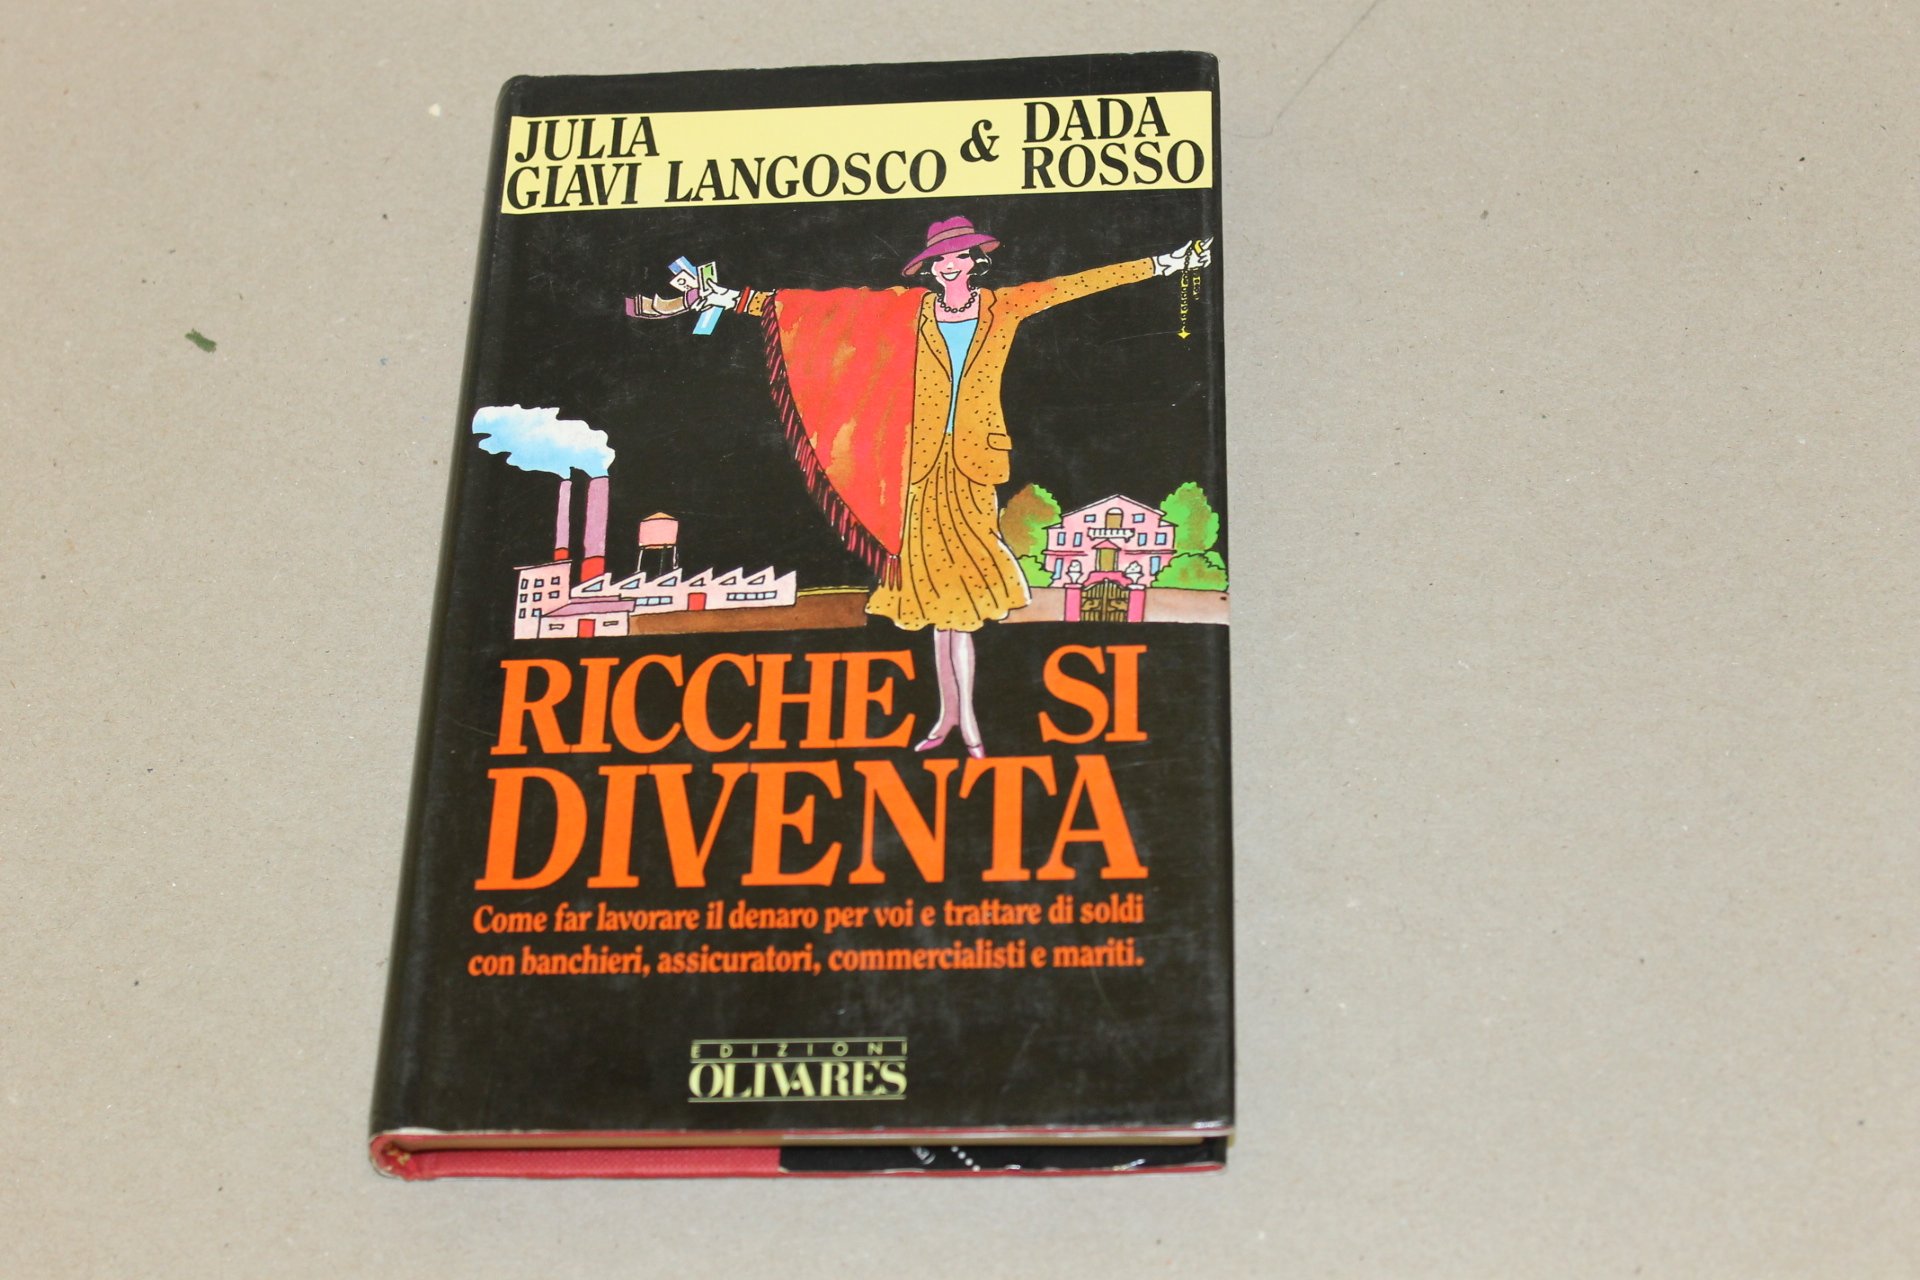 JULIA
GIAVI LANGOSCO & DADA
ROSSO
RICCHE SI
DIVENTA
Come far lavorare il denaro per voi e trattare di soldi
con banchieri, assicuratori, commercialisti e mariti.
EDIZIONI
OLIVARES